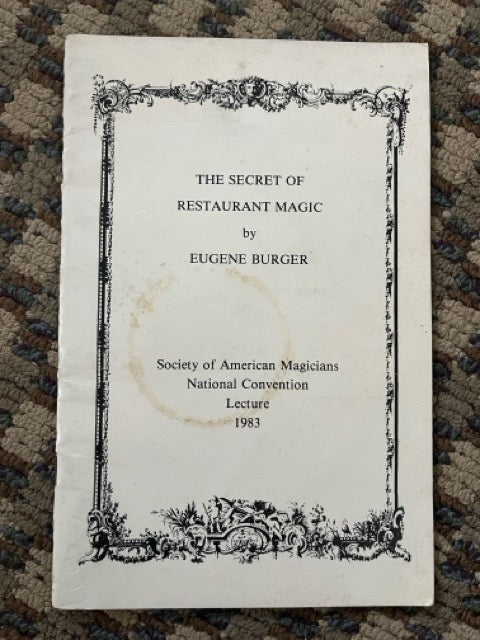 THE SECRET OF
RESTAURANT MAGIC
by
EUGENE BURGER
Society of American Magicians
National Convention
Lecture
1983